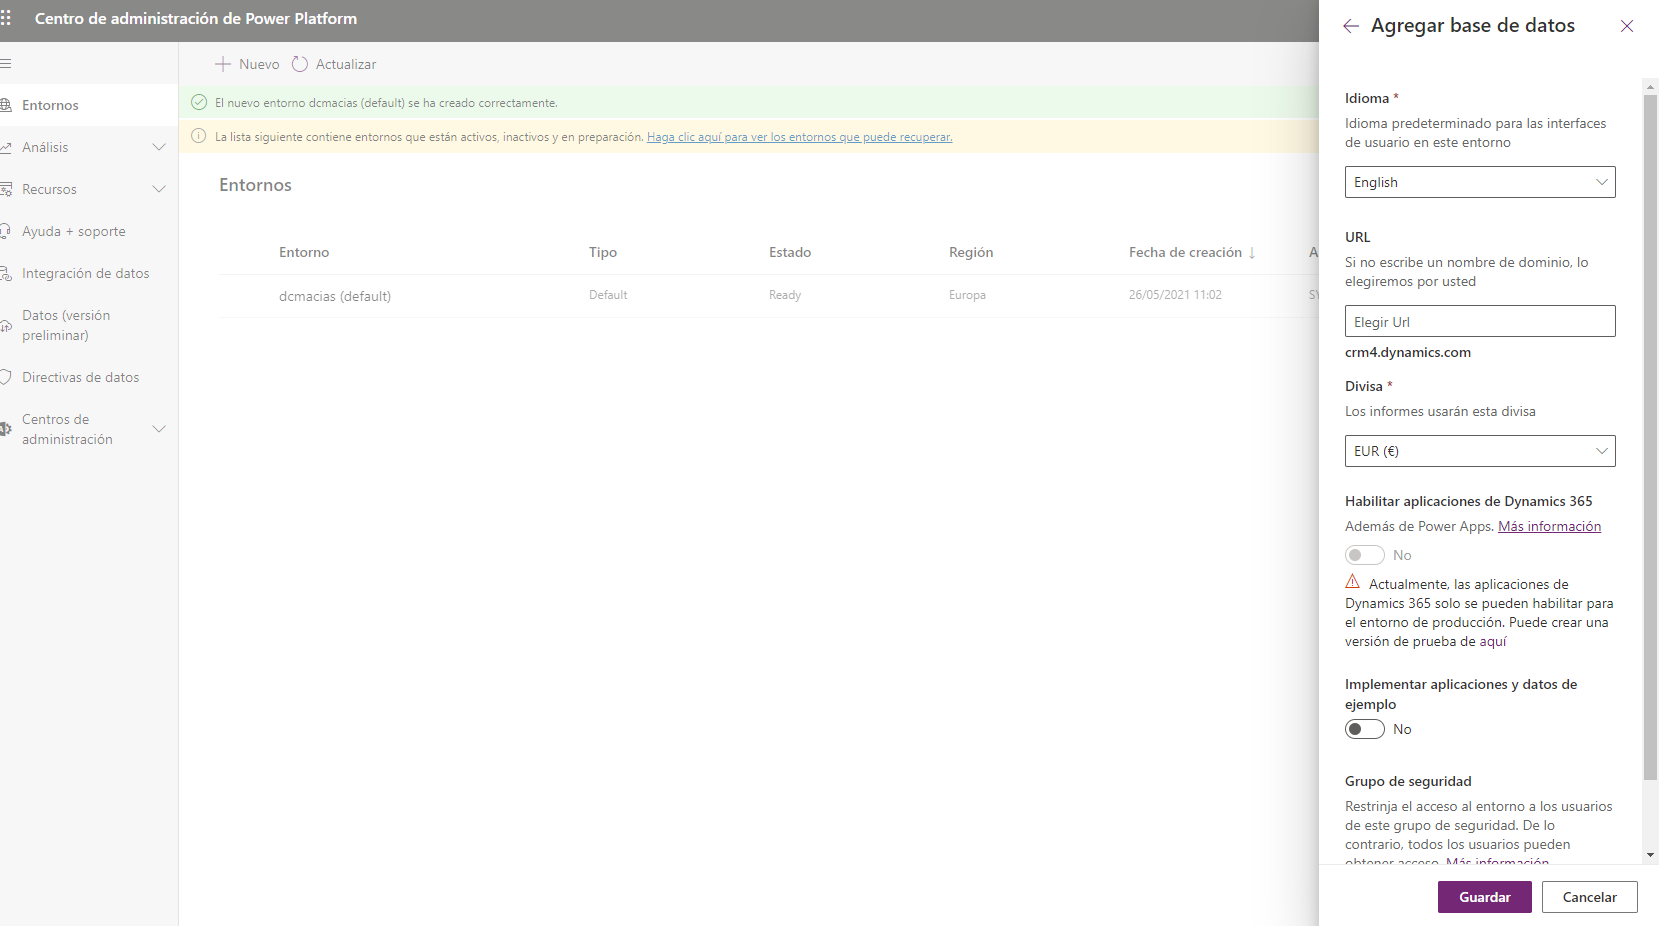 Centro de administración de Power Platform
Nuevo
Actualizar
El nuevo entorno dcmacias (default) se ha creado correctamente.
La lista siguiente contiene entornos que están activos, inactivos y en preparación. Haga clic aquí para ver los entornos que puede recuperar.
Entornos
Análisis
Recursos
Ayuda + soporte
Integración de datos
Datos (versión
preliminar)
Directivas de datos
Centros de
administración
Entornos
Entorno Tipo Estado Región Fecha de creación
dcmacias (default) Default Ready Europa 26/05/2021 11:02
Agregar base de datos
Idioma *
Idioma predeterminado para las interfaces
de usuario en este entorno
English
URL
Si no escribe un nombre de dominio, lo
elegiremos por usted
Elegir Url
crm4.dynamics.com
Divisa *
Los informes usarán esta divisa
EUR (€)
Habilitar aplicaciones de Dynamics 365
Además de Power Apps. Más información
No
Actualmente, las aplicaciones de
Dynamics 365 solo se pueden habilitar para
el entorno de producción. Puede crear una
versión de prueba de aquí
Implementar aplicaciones y datos de
ejemplo
No
Grupo de seguridad
Restrinja el acceso al entorno a los usuarios
de este grupo de seguridad. De lo
contrario, todos los usuarios pueden
obtener acceso. Más información
Guardar
Cancelar